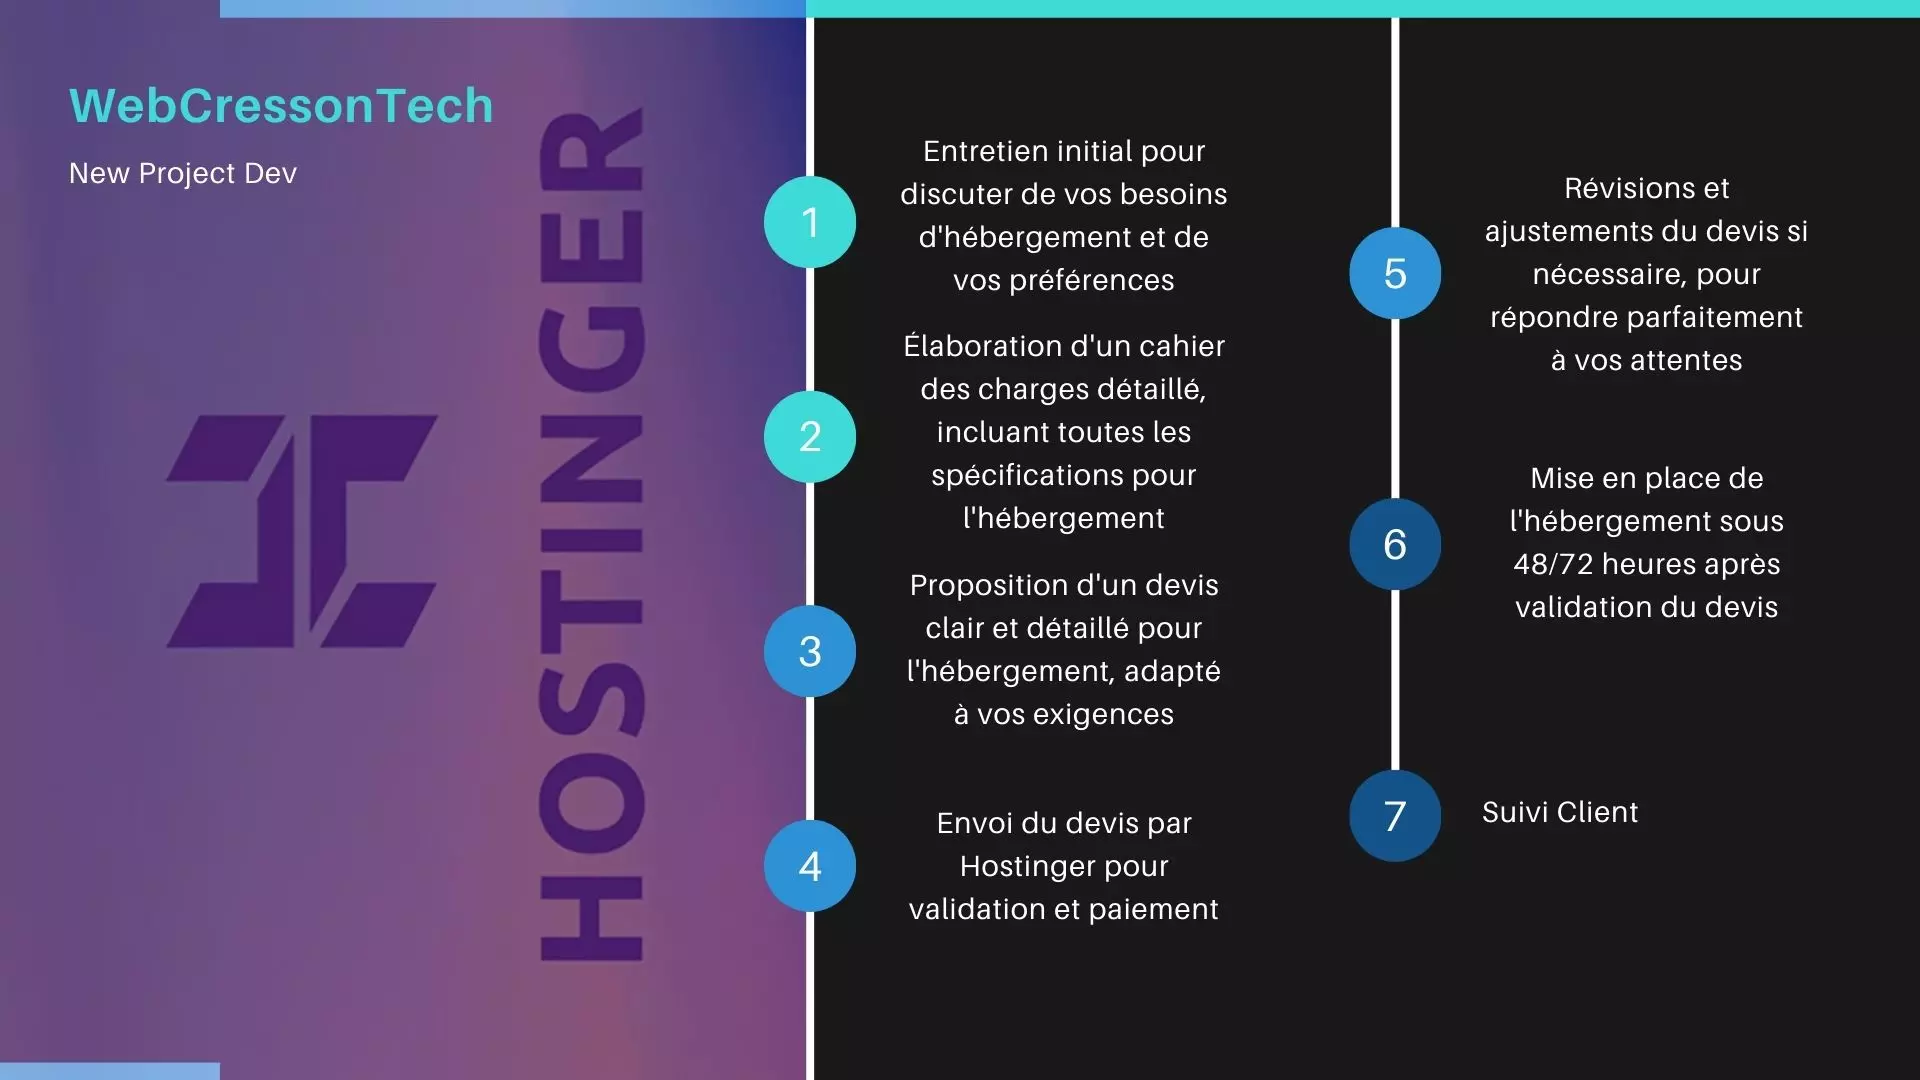 WebCressonTech
New Project Dev
HOSTINGER
1
Entretien initial pour
discuter de vos besoins
d'hébergement et de
vos préférences
2
Élaboration d'un cahier
des charges détaillé,
incluant toutes les
spécifications pour
l'hébergement
3
Proposition d'un devis
clair et détaillé pour
l'hébergement, adapté
à vos exigences
4
Envoi du devis par
Hostinger pour
validation et paiement
5
Révisions et
ajustements du devis si
nécessaire, pour
répondre parfaitement
à vos attentes
6
Mise en place de
l'hébergement sous
48/72 heures après
validation du devis
7
Suivi Client